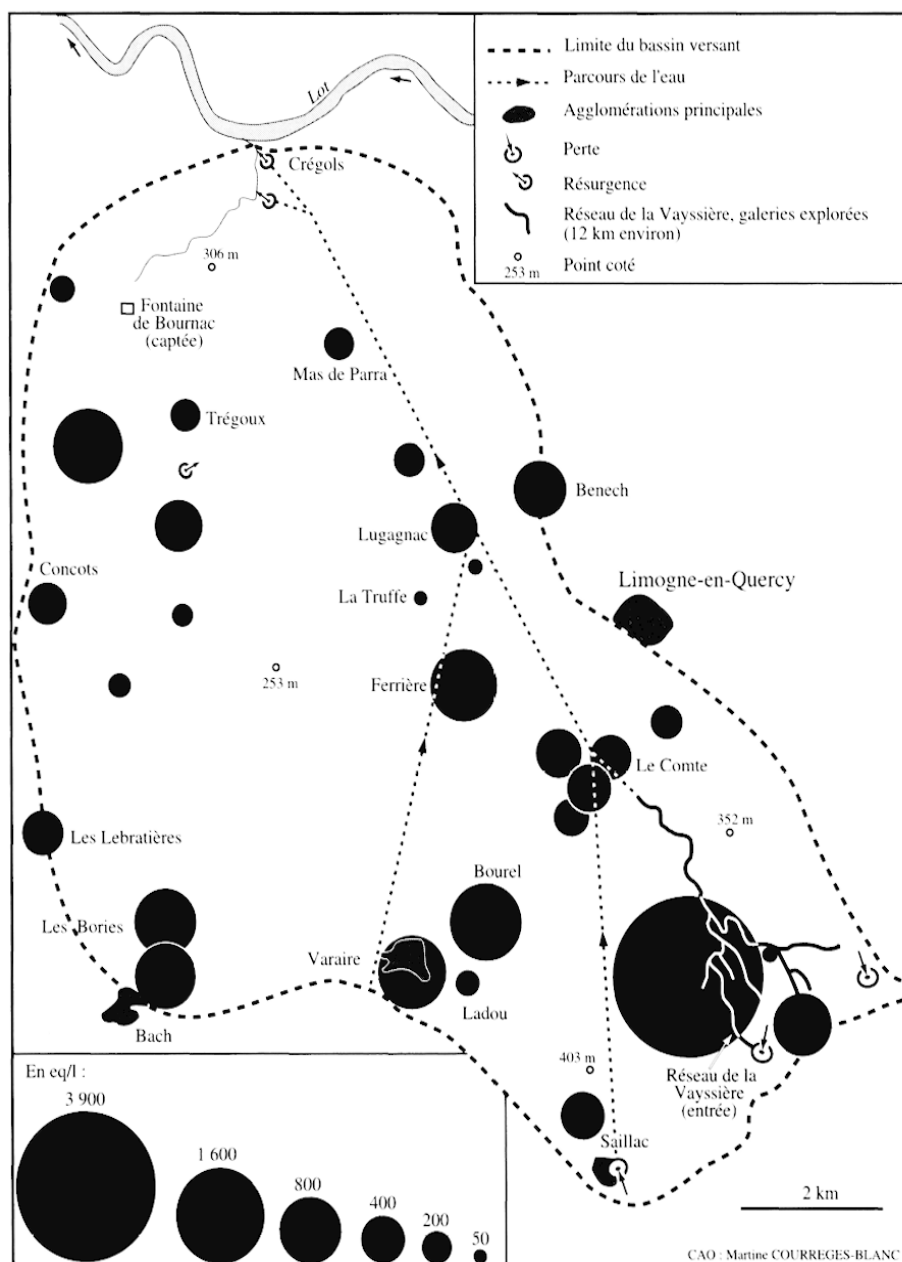 Limite du bassin versant
Parcours de l'eau
Agglomérations principales
Perte
Résurgence
Réseau de la Vayssière, galeries explorées
(12 km environ)
253 m
Point coté
Lot
Crégols
306 m
Fontaine
de Bournac
(captée)
Mas de Parra
Trégoux
Benech
Lugagnac
Concots
La Truffe
Limogne-en-Quercy
253 m
Ferrière
Le Comte
Les Lebratières
352 m
Bourel
Les Bories
Varaire
Ladou
Bach
403 m
Réseau de la
Vayssière
(entrée)
Saillac
En eq/l :
3 900
1 600
800
400
200
50
2 km
CAO : Martine COURREGES-BLANC